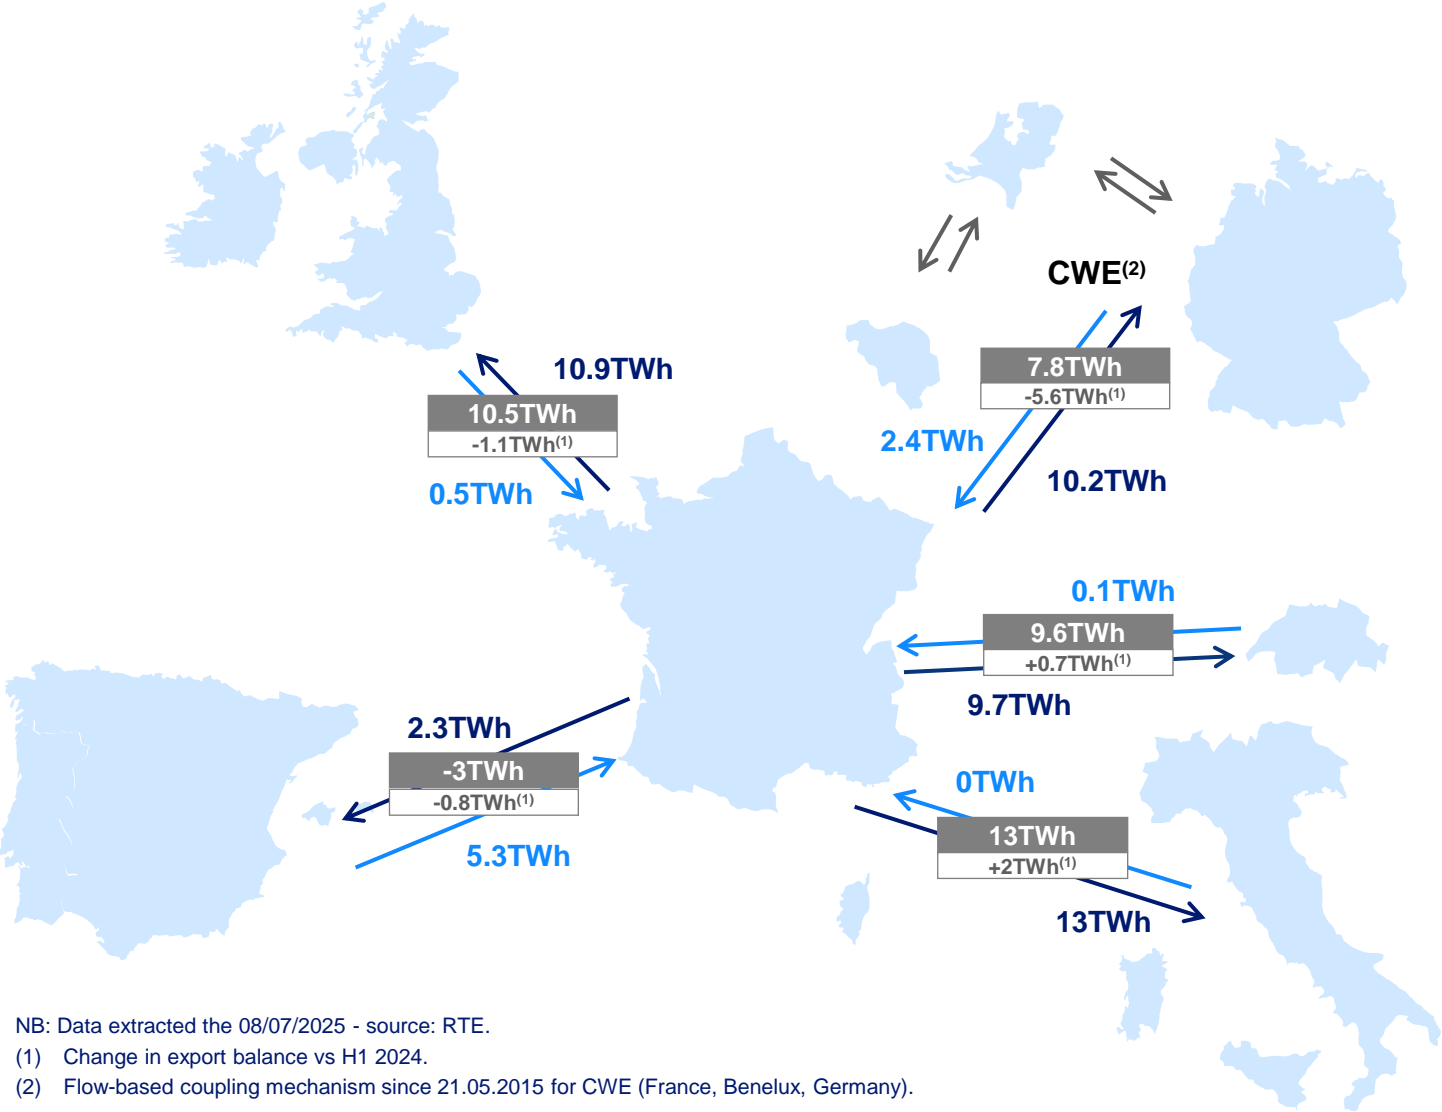 CWE(2)
10.9TWh
10.5TWh
-1.1TWh(1)
0.5TWh
7.8TWh
-5.6TWh(1)
2.4TWh
10.2TWh
0.1TWh
9.6TWh
+0.7TWh(1)
9.7TWh
2.3TWh
-3TWh
-0.8TWh(1)
5.3TWh
0TWh
13TWh
+2TWh(1)
13TWh
NB: Data extracted the 08/07/2025 - source: RTE.
(1) Change in export balance vs H1 2024.
(2) Flow-based coupling mechanism since 21.05.2015 for CWE (France, Benelux, Germany).